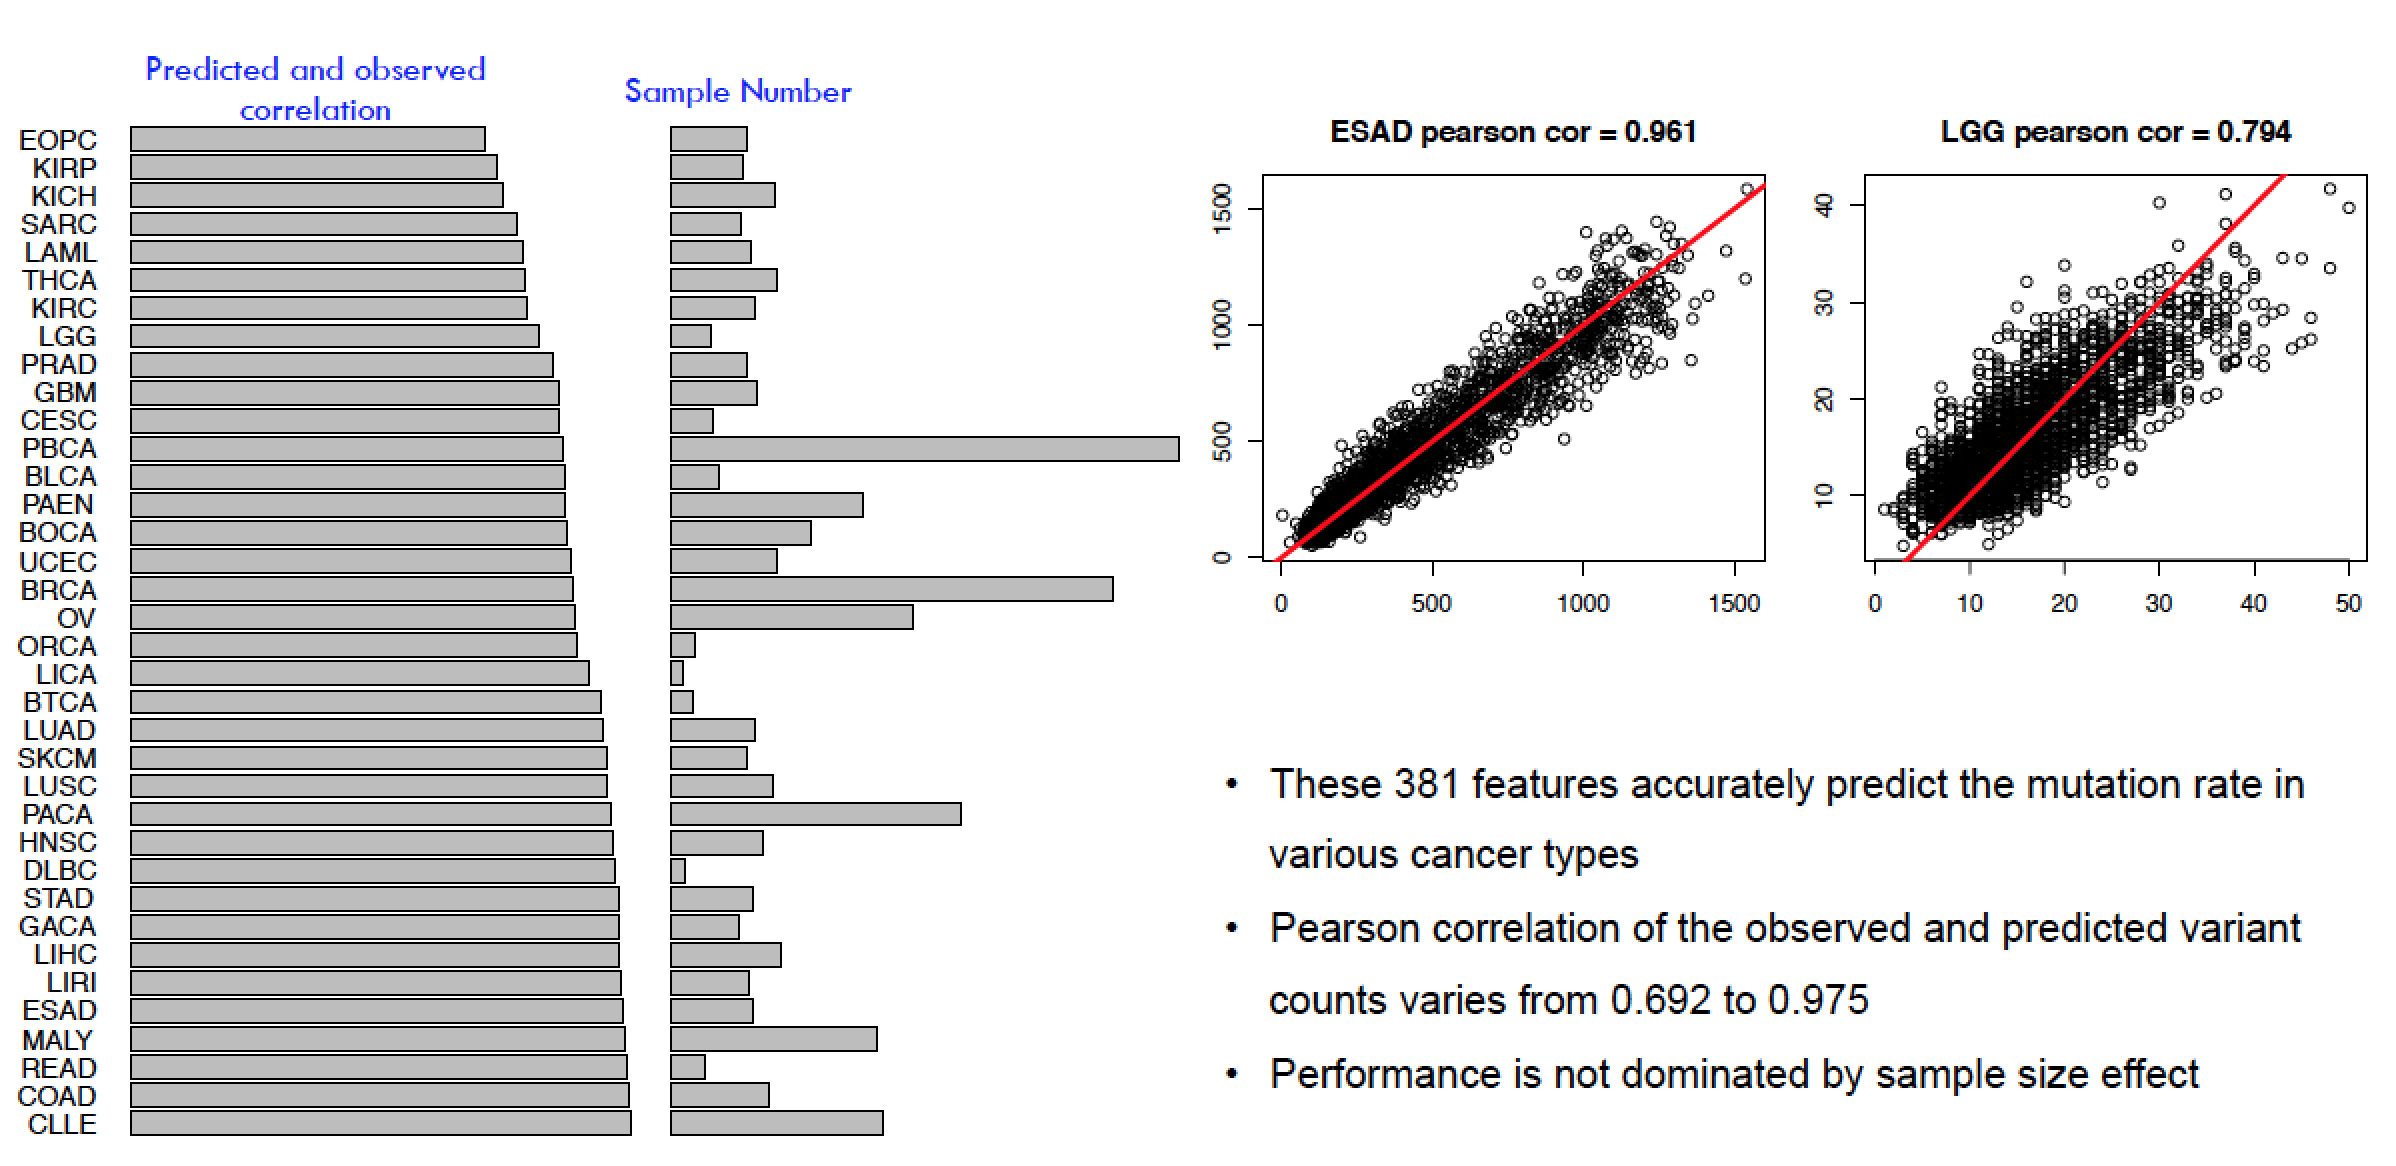 Predicted and observed
correlation
Sample Number
EOPC
KIRP
KICH
SARC
LAML
THCA
KIRC
LGG
PRAD
GBM
CESC
PBCA
BLCA
PAEN
BOCA
UCEC
BRCA
OV
ORCA
LICA
BTCA
LUAD
SKCM
LUSC
PACA
HNSC
DLBC
STAD
GACA
LIHC
LIRI
ESAD
MALY
READ
COAD
CLLE
ESAD pearson cor = 0.961
1500
1000
500
0
0 500 1000 1500
LGG pearson cor = 0.794
40
30
20
10
0 10 20 30 40 50
• These 381 features accurately predict the mutation rate in
various cancer types
• Pearson correlation of the observed and predicted variant
counts varies from 0.692 to 0.975
• Performance is not dominated by sample size effect